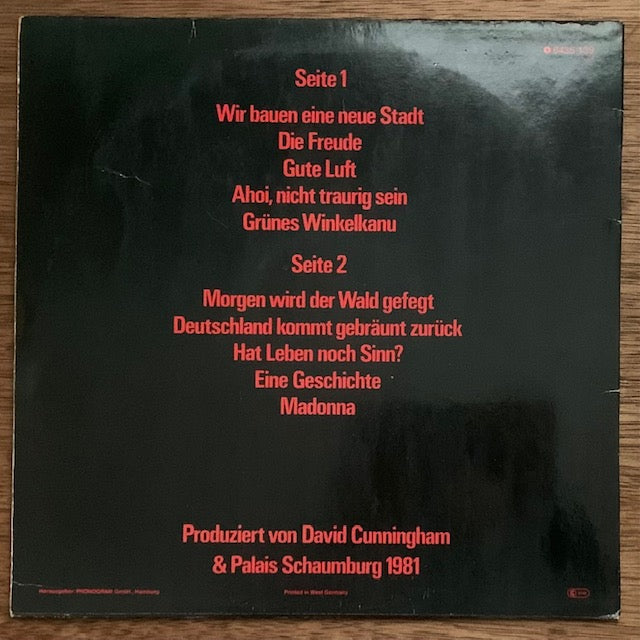 6435 139
Seite 1
Wir bauen eine neue Stadt
Die Freude
Gute Luft
Ahoi, nicht traurig sein
Grünes Winkelkanu
Seite 2
Morgen wird der Wald gefegt
Deutschland kommt gebräunt zurück
Hat Leben noch Sinn?
Eine Geschichte
Madonna
Produziert von David Cunningham
& Palais Schaumburg 1981
Herausgeber: PHONOGRAM GmbH., Hamburg
Printed in West Germany